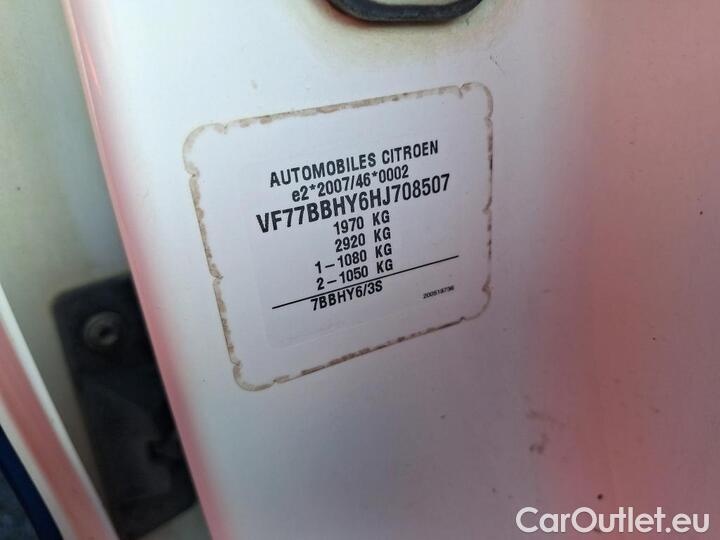 AUTOMOBILES CITROEN
e2*2007/46*0002
VF77BBHY6HJ708507
1970 KG
2920 KG
1-1080 KG
2-1050 KG
7BBHY6/3S
200519736
CarOutlet.eu